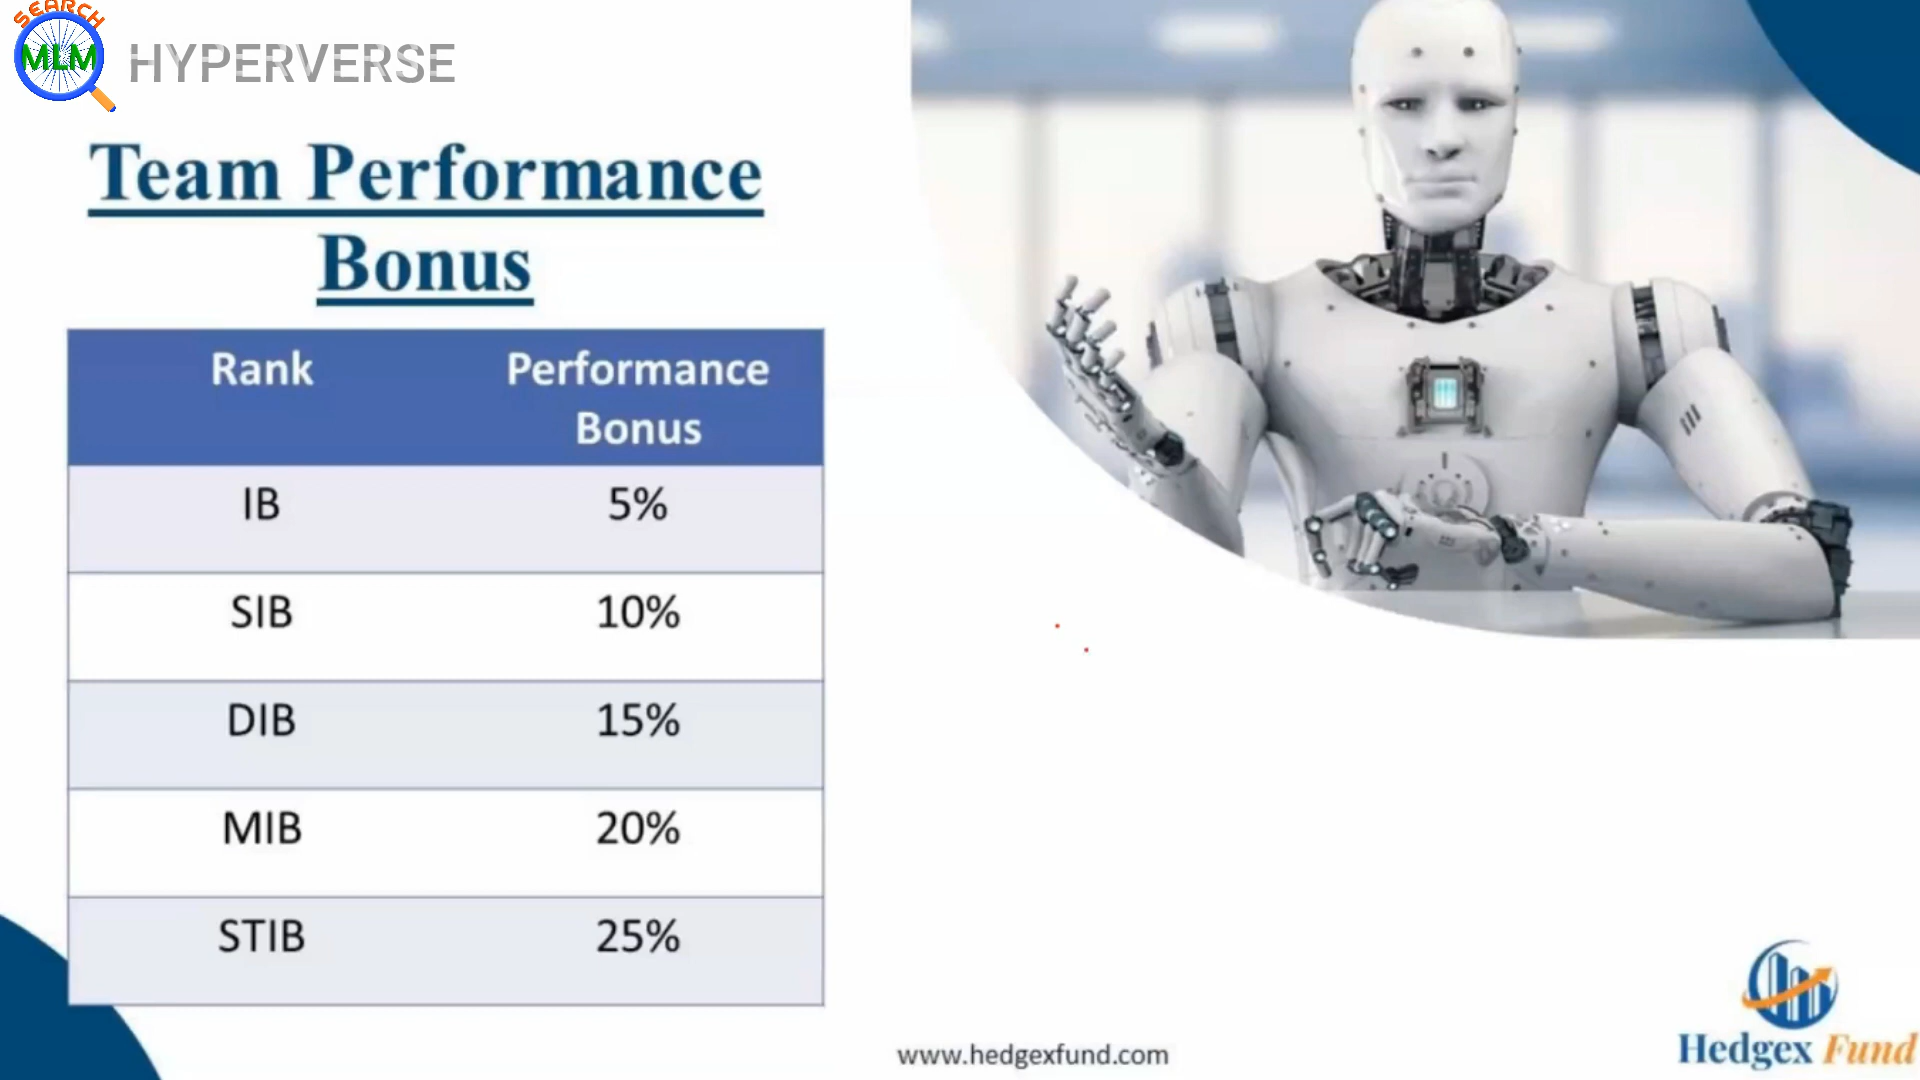 SEARCH
MLM
HYPERVERSE
Team Performance
Bonus
Rank Performance
Bonus
IB 5%
SIB 10%
DIB 15%
MIB 20%
STIB 25%
www.hedgexfund.com
Hedgex Fund